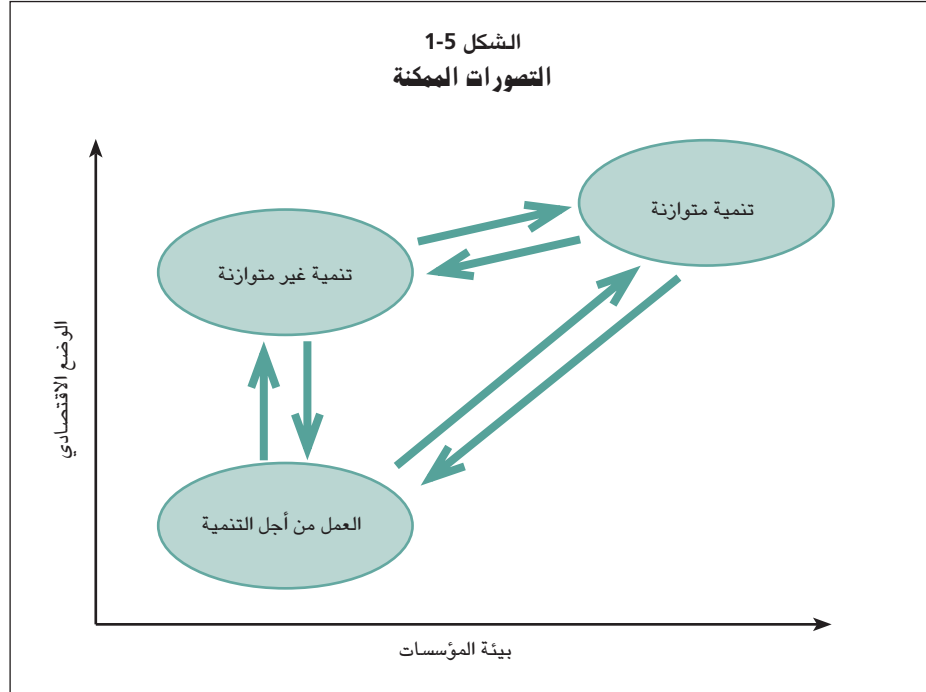 الشكل 5-1
التصورات الممكنة
تنمية متوازنة
تنمية غير متوازنة
الوضع الاقتصادي
العمل من أجل التنمية
بيئة المؤسسات